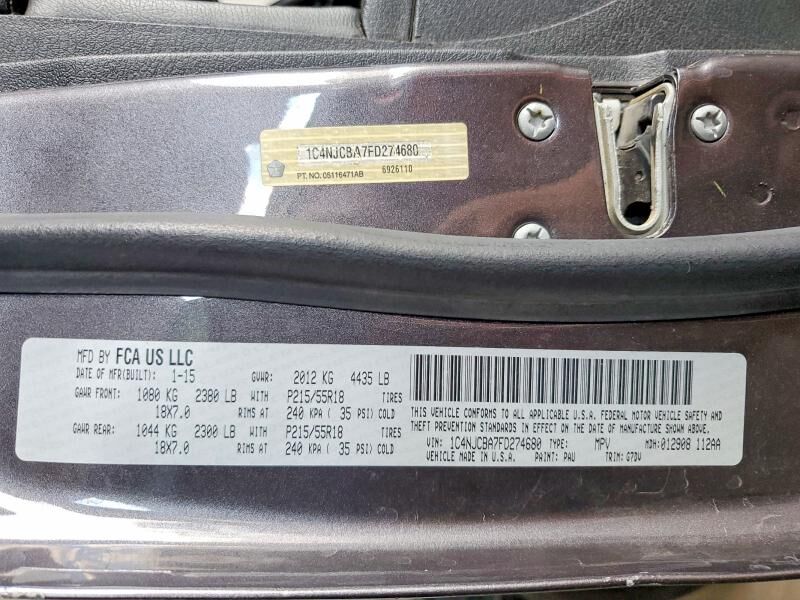 1C4NJCBA7FD274680
PT. NO. 05116471AB 6926110
MFD BY FCA US LLC
DATE OF MFR(BUILT): 1-15 GVWR: 2012 KG 4435 LB
GAWR FRONT: 1080 KG 2380 LB WITH P215/55R18 TIRES
18X7.0 RIMS AT 240 KPA ( 35 PSI) COLD
GAWR REAR: 1044 KG 2300 LB WITH P215/55R18 TIRES
18X7.0 RIMS AT 240 KPA ( 35 PSI) COLD
THIS VEHICLE CONFORMS TO ALL APPLICABLE U.S.A. FEDERAL MOTOR VEHICLE SAFETY AND
THEFT PREVENTION STANDARDS IN EFFECT ON THE DATE OF MANUFACTURE SHOWN ABOVE.
VIN: 1C4NJCBA7FD274680 TYPE: MPV MDH:012908 112AA
VEHICLE MADE IN U.S.A. PAINT: PAU TRIM: G7DV